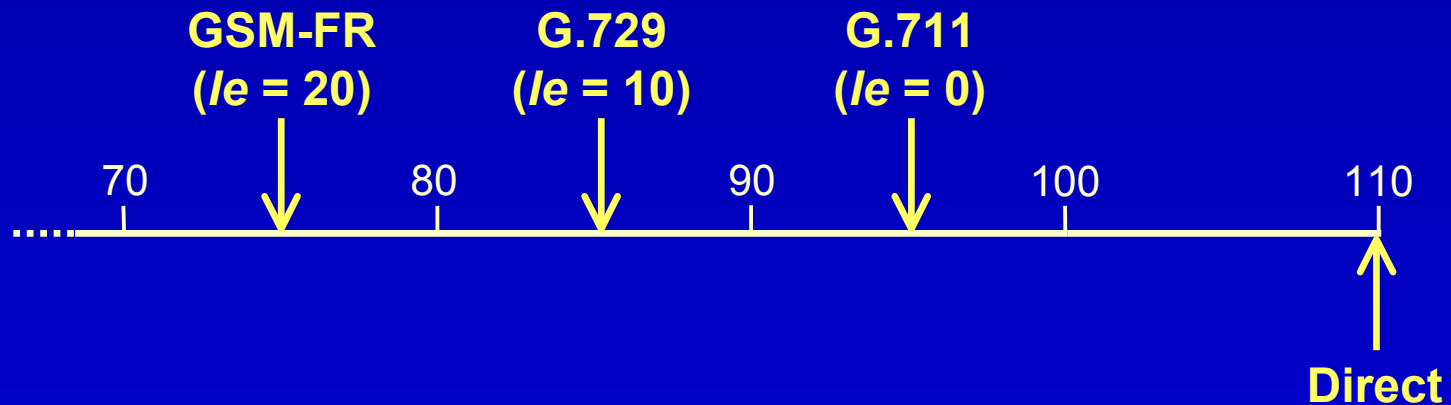 GSM-FR G.729 G.711
(Ie = 20) (Ie = 10) (Ie = 0)
70 80 90 100 110
Direct